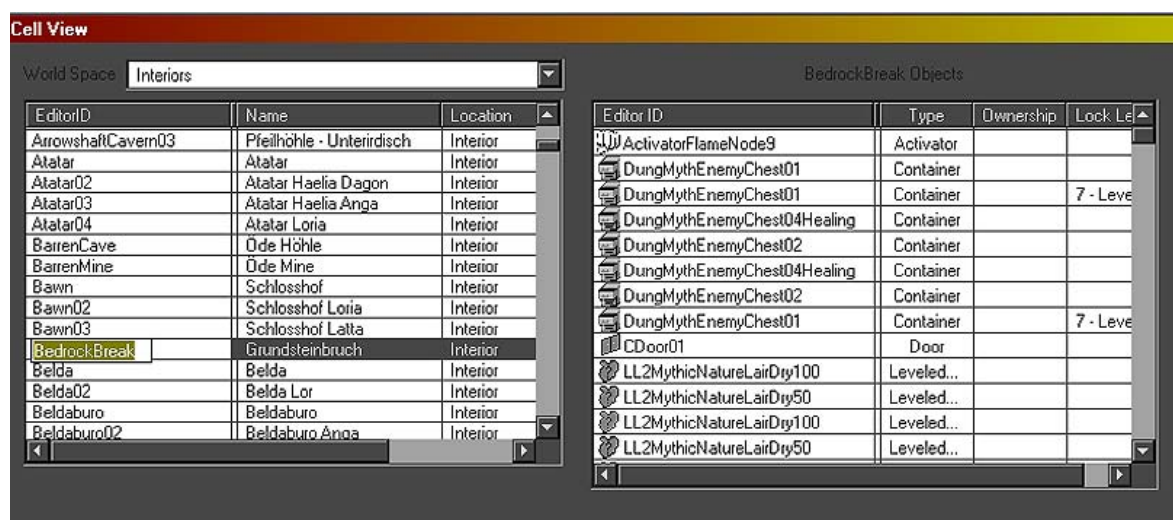 Cell View
World Space Interiors
EditorID Name Location
ArrowshaftCavern03 Pfeilhöhle - Unterirdisch Interior
Atatar Atatar Interior
Atatar02 Atatar Haelia Dagon Interior
Atatar03 Atatar Haelia Anga Interior
Atatar04 Atatar Loria Interior
BarrenCave Öde Höhle Interior
BarrenMine Öde Mine Interior
Bawn Schlosshof Interior
Bawn02 Schlosshof Loria Interior
Bawn03 Schlosshof Latta Interior
BedrockBreak Grundsteinbruch Interior
Belda Belda Interior
Belda02 Belda Lor Interior
Beldaburo Beldaburo Interior
Beldaburo02 Beldaburo Anga Interior
BedrockBreak Objects
Editor ID Type Ownership Lock Le
ActivatorFlameNode9 Activator
DungMythEnemyChest01 Container
DungMythEnemyChest01 Container 7 - Leve
DungMythEnemyChest04Healing Container
DungMythEnemyChest02 Container
DungMythEnemyChest04Healing Container
DungMythEnemyChest02 Container
DungMythEnemyChest01 Container 7 - Leve
CDoor01 Door
LL2MythicNatureLairDry100 Leveled...
LL2MythicNatureLairDry50 Leveled...
LL2MythicNatureLairDry100 Leveled...
LL2MythicNatureLairDry50 Leveled...